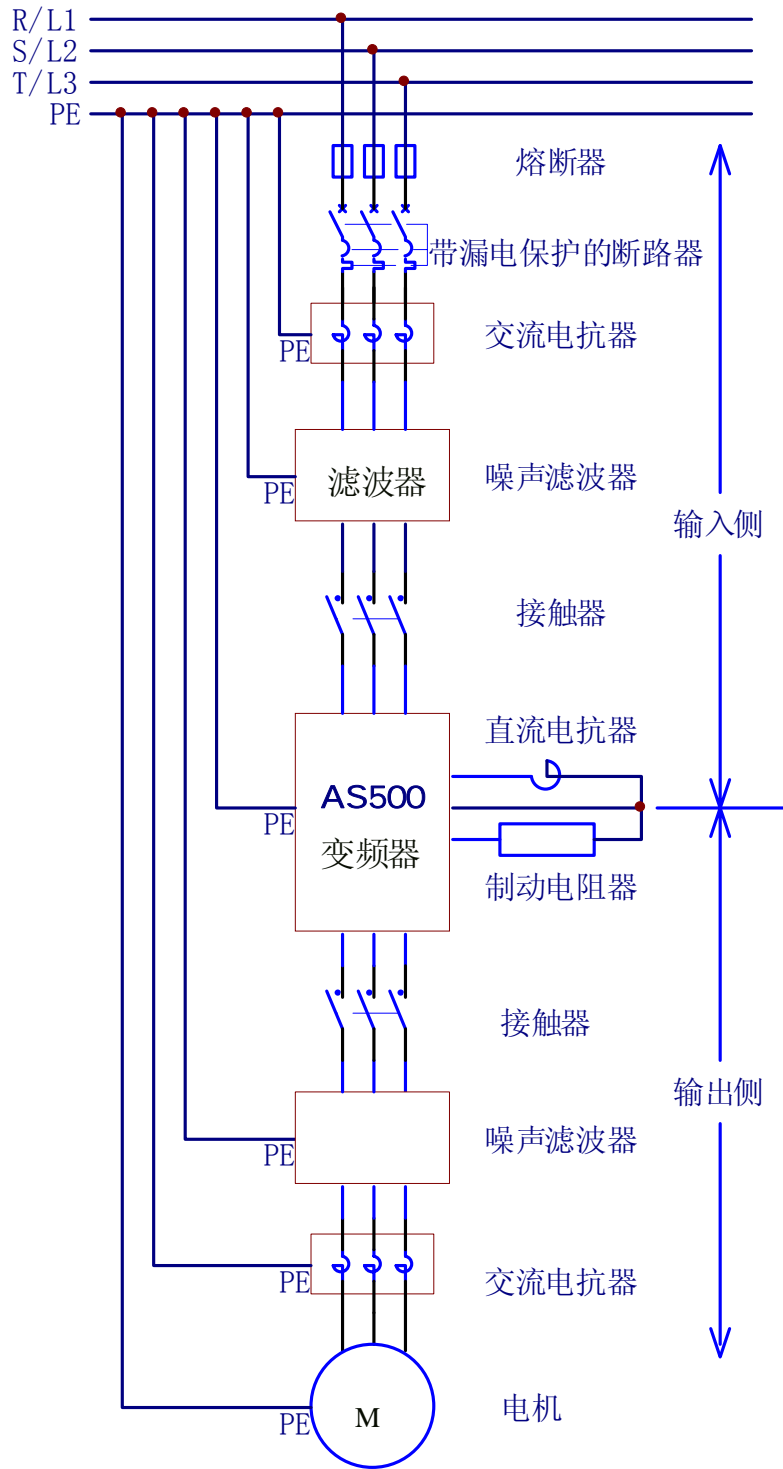 R/L1
S/L2
T/L3
PE
熔断器
带漏电保护的断路器
交流电抗器
PE
滤波器
噪声滤波器
PE
输入侧
接触器
直流电抗器
AS500
PE
变频器
制动电阻器
接触器
输出侧
噪声滤波器
PE
交流电抗器
PE
M
电机
PE